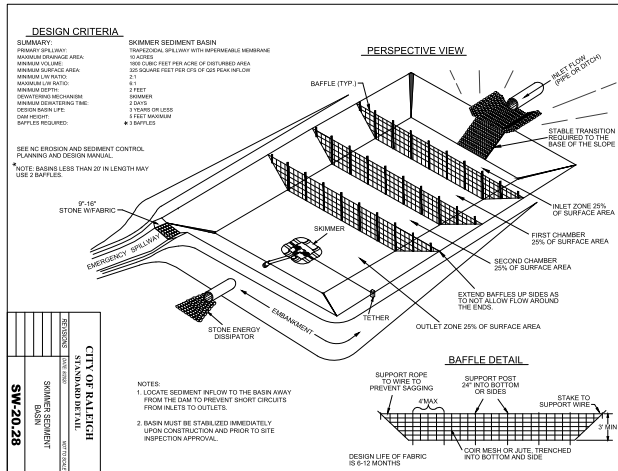 DESIGN CRITERIA
SUMMARY: SKIMMER SEDIMENT BASIN
PRIMARY SPILLWAY: TRAPEZOIDAL SPILLWAY WITH IMPERMEABLE MEMBRANE
MAXIMUM DRAINAGE AREA: 10 ACRES
MINIMUM VOLUME: 1800 CUBIC FEET PER ACRE OF DISTURBED AREA
MINIMUM SURFACE AREA: 325 SQUARE FEET PER CFS OF Q25 PEAK INFLOW
MINIMUM L/W RATIO: 2:1
MAXIMUM L/W RATIO: 6:1
MINIMUM DEPTH: 2 FEET
DEWATERING MECHANISM: SKIMMER
MINIMUM DEWATERING TIME: 2 DAYS
DESIGN BASIN LIFE: 3 YEARS OR LESS
DAM HEIGHT: 5 FEET MAXIMUM
BAFFLES REQUIRED: * 3 BAFFLES
SEE NC EROSION AND SEDIMENT CONTROL
PLANNING AND DESIGN MANUAL.
* NOTE: BASINS LESS THAN 20' IN LENGTH MAY
USE 2 BAFFLES.
PERSPECTIVE VIEW
BAFFLE (TYP.)
INLET FLOW
(PIPE OR DITCH)
STABLE TRANSITION
REQUIRED TO THE
BASE OF THE SLOPE
INLET ZONE 25%
OF SURFACE AREA
FIRST CHAMBER
25% OF SURFACE AREA
SECOND CHAMBER
25% OF SURFACE AREA
EXTEND BAFFLES UP SIDES AS
TO NOT ALLOW FLOW AROUND
THE ENDS.
OUTLET ZONE 25% OF SURFACE AREA
9"-16"
STONE W/FABRIC
EMERGENCY SPILLWAY
SKIMMER
TETHER
EMBANKMENT
STONE ENERGY
DISSIPATOR
NOTES:
1. LOCATE SEDIMENT INFLOW TO THE BASIN AWAY
FROM THE DAM TO PREVENT SHORT CIRCUITS
FROM INLETS TO OUTLETS.
2. BASIN MUST BE STABILIZED IMMEDIATELY
UPON CONSTRUCTION AND PRIOR TO SITE
INSPECTION APPROVAL.
BAFFLE DETAIL
SUPPORT ROPE
TO WIRE TO
PREVENT SAGGING
SUPPORT POST
24" INTO BOTTOM
OR SIDES
STAKE TO
SUPPORT WIRE
4'MAX
3' MIN
COIR MESH OR JUTE, TRENCHED
INTO BOTTOM AND SIDE
DESIGN LIFE OF FABRIC
IS 6-12 MONTHS
CITY OF RALEIGH
STANDARD DETAIL
REVISIONS
NOT TO SCALE
SKIMMER SEDIMENT
BASIN
SW-20.28